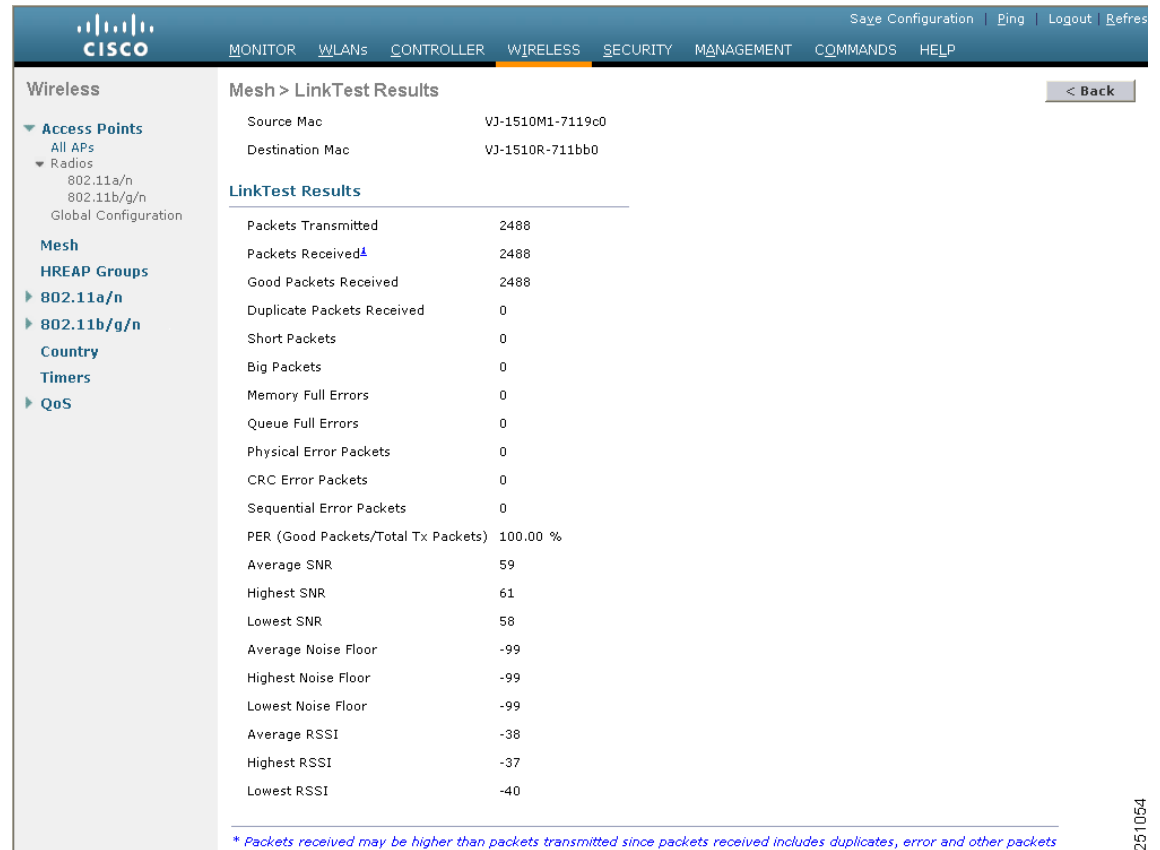 Save Configuration | Ping | Logout | Refres
CISCO
MONITOR WLANs CONTROLLER WIRELESS SECURITY MANAGEMENT COMMANDS HELP
Wireless
Access Points
All APs
Radios
802.11a/n
802.11b/g/n
Global Configuration
Mesh
HREAP Groups
802.11a/n
802.11b/g/n
Country
Timers
QoS
Mesh > LinkTest Results
< Back
Source Mac VJ-1510M1-7119c0
Destination Mac VJ-1510R-711bb0
LinkTest Results
Packets Transmitted 2488
Packets Received 2488
Good Packets Received 2488
Duplicate Packets Received 0
Short Packets 0
Big Packets 0
Memory Full Errors 0
Queue Full Errors 0
Physical Error Packets 0
CRC Error Packets 0
Sequential Error Packets 0
PER (Good Packets/Total Tx Packets) 100.00 %
Average SNR 59
Highest SNR 61
Lowest SNR 58
Average Noise Floor -99
Highest Noise Floor -99
Lowest Noise Floor -99
Average RSSI -38
Highest RSSI -37
Lowest RSSI -40
* Packets received may be higher than packets transmitted since packets received includes duplicates, error and other packets
251054